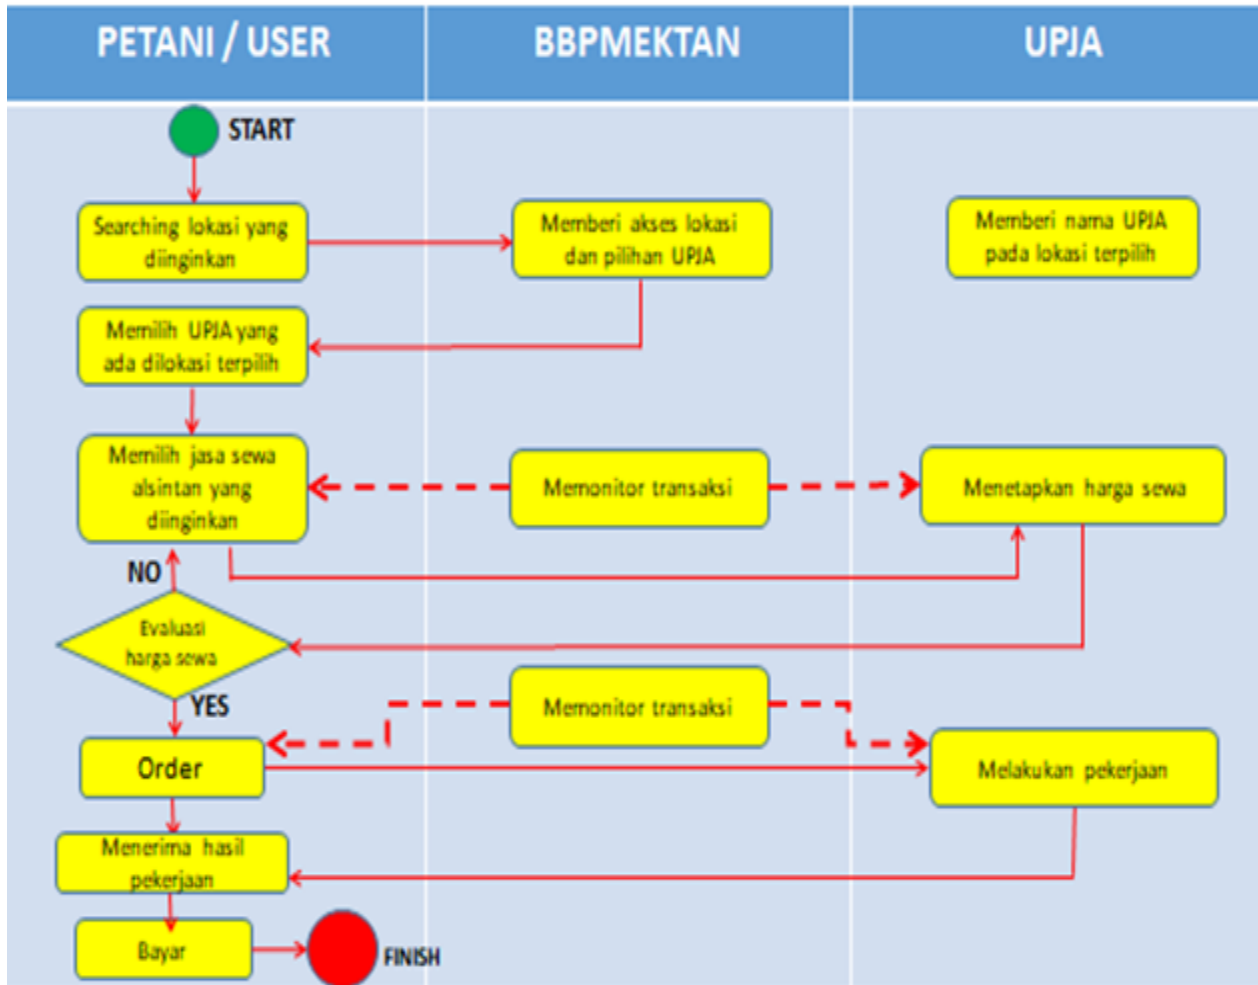 PETANI / USER
BBPMEKTAN
UPJA
START
Searching lokasi yang
diinginkan
Memberi akses lokasi
dan pilihan UPJA
Memberi nama UPJA
pada lokasi terpilih
Memilih UPJA yang
ada dilokasi terpilih
Memilih jasa sewa
alsintan yang
diinginkan
Memonitor transaksi
Menetapkan harga sewa
NO
Evaluasi
harga sewa
YES
Memonitor transaksi
Order
Melakukan pekerjaan
Menerima hasil
pekerjaan
Bayar
FINISH